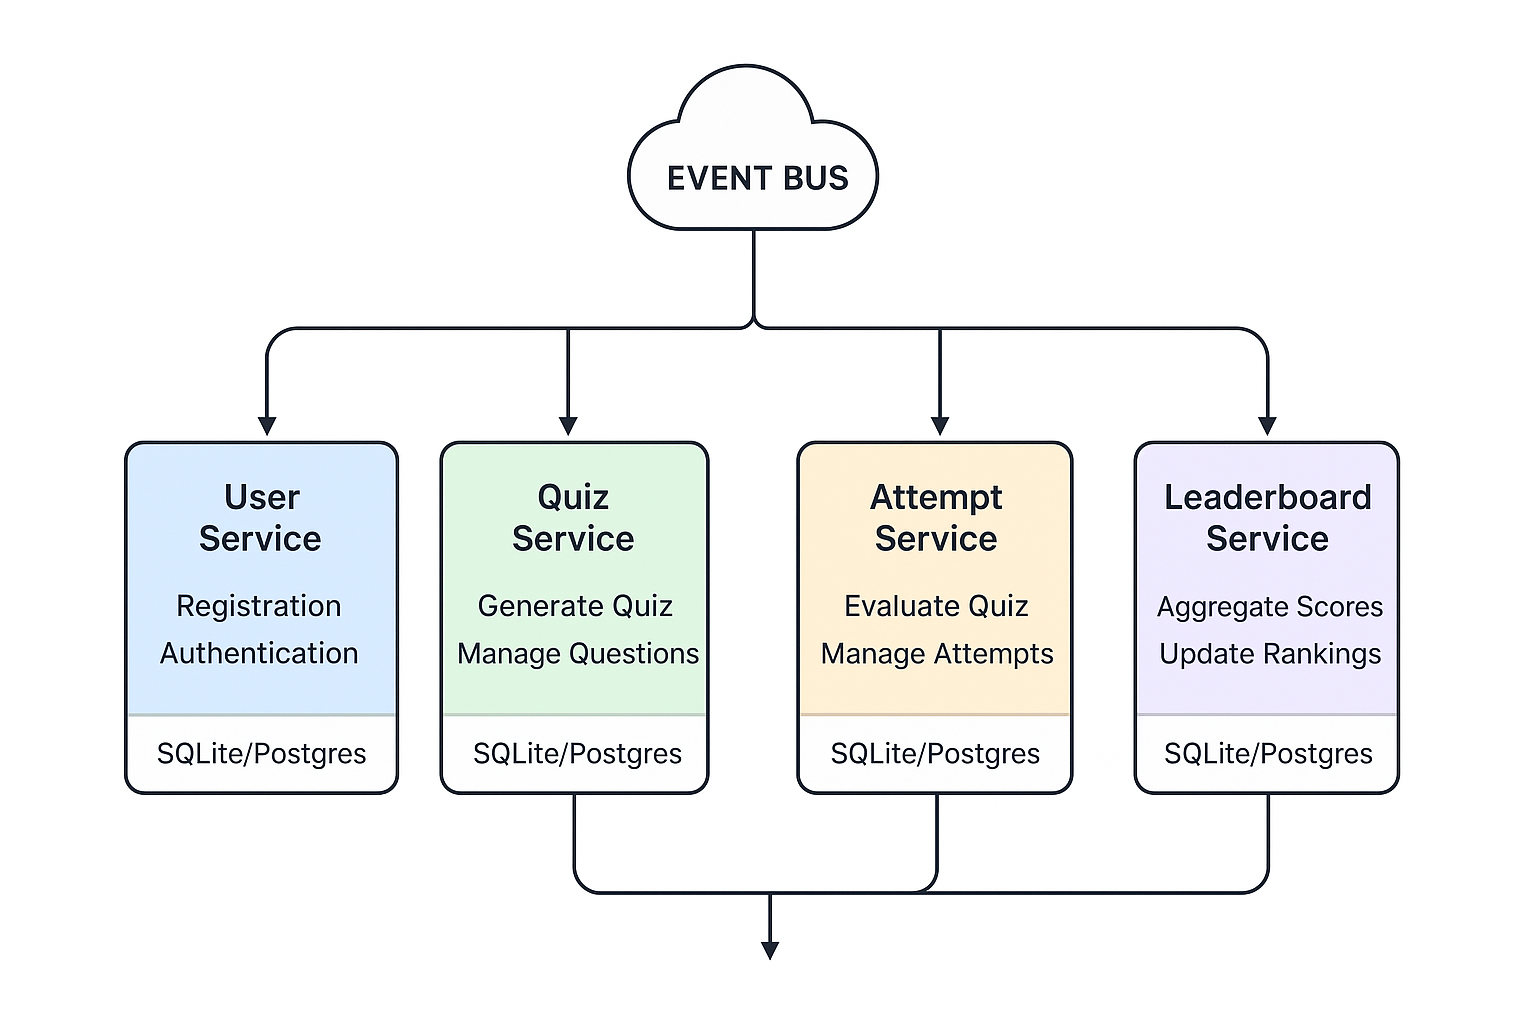 EVENT BUS
User
Service
Registration
Authentication
SQLite/Postgres
Quiz
Service
Generate Quiz
Manage Questions
SQLite/Postgres
Attempt
Service
Evaluate Quiz
Manage Attempts
SQLite/Postgres
Leaderboard
Service
Aggregate Scores
Update Rankings
SQLite/Postgres